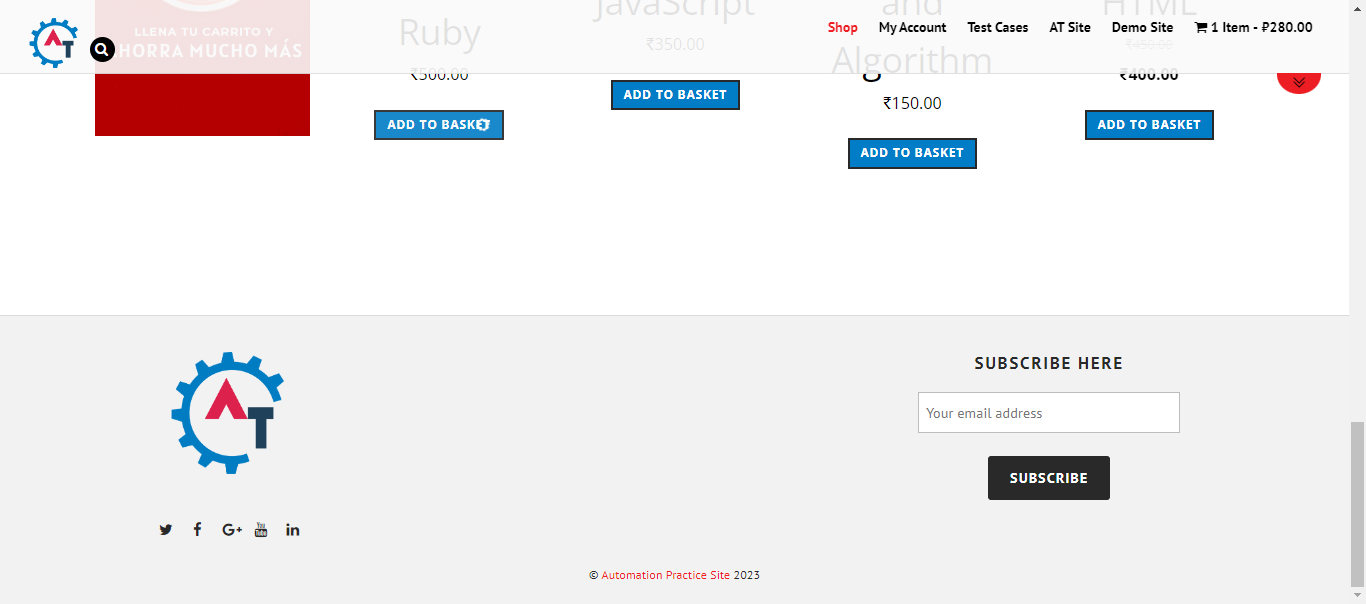 LLENA TU CARRITO Y
HORRA MUCHO MÁS
Shop
My Account
Test Cases
AT Site
Demo Site
1 Item - ₹280.00
Ruby
₹500.00
ADD TO BASKET
JavaScript
₹350.00
ADD TO BASKET
and
Algorithm
₹150.00
ADD TO BASKET
HTML
₹450.00
₹400.00
ADD TO BASKET
AT
SUBSCRIBE HERE
Your email address
SUBSCRIBE
© Automation Practice Site 2023